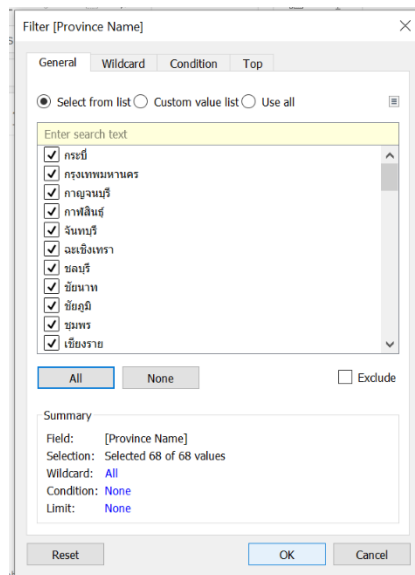 Filter [Province Name]
General Wildcard Condition Top
Select from list Custom value list Use all
Enter search text
กระบี่
กรุงเทพมหานคร
กาญจนบุรี
กาฬสินธุ์
จันทบุรี
ฉะเชิงเทรา
ชลบุรี
ชัยนาท
ชัยภูมิ
ชุมพร
เชียงราย
All None Exclude
Summary
Field: [Province Name]
Selection: Selected 68 of 68 values
Wildcard: All
Condition: None
Limit: None
Reset OK Cancel